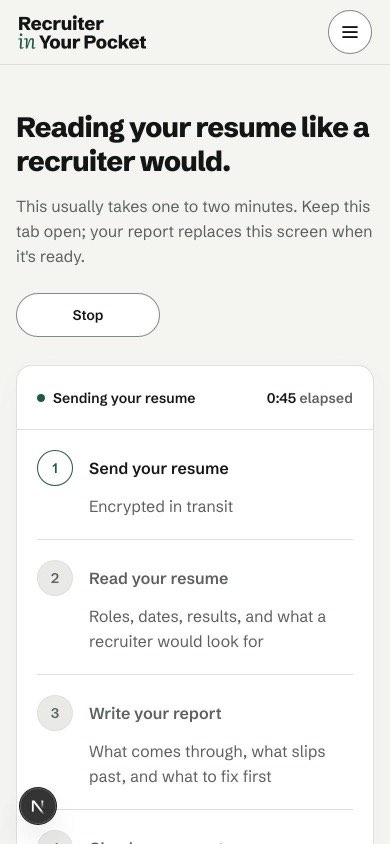 Recruiter
in Your Pocket
Reading your resume like a
recruiter would.
This usually takes one to two minutes. Keep this
tab open; your report replaces this screen when
it's ready.
Stop
Sending your resume 0:45 elapsed
1 Send your resume
Encrypted in transit
2 Read your resume
Roles, dates, results, and what a
recruiter would look for
3 Write your report
What comes through, what slips
past, and what to fix first
N